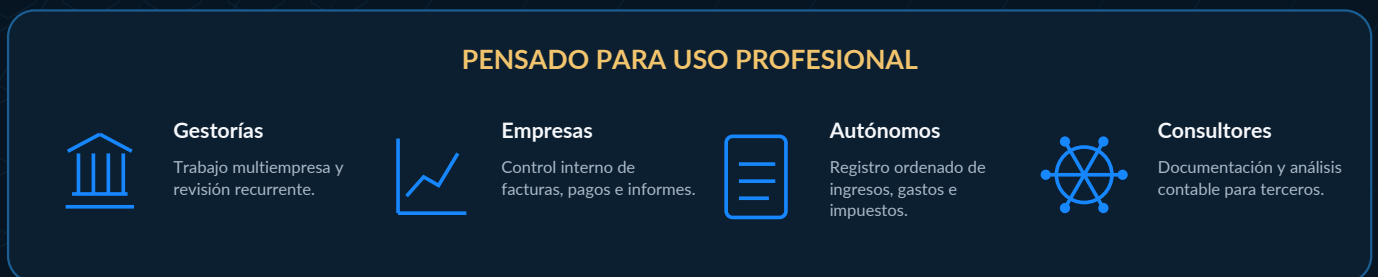 PENSADO PARA USO PROFESIONAL
Gestorías
Trabajo multiempresa y
revisión recurrente.
Empresas
Control interno de
facturas, pagos e informes.
Autónomos
Registro ordenado de
ingresos, gastos e
impuestos.
Consultores
Documentación y análisis
contable para terceros.